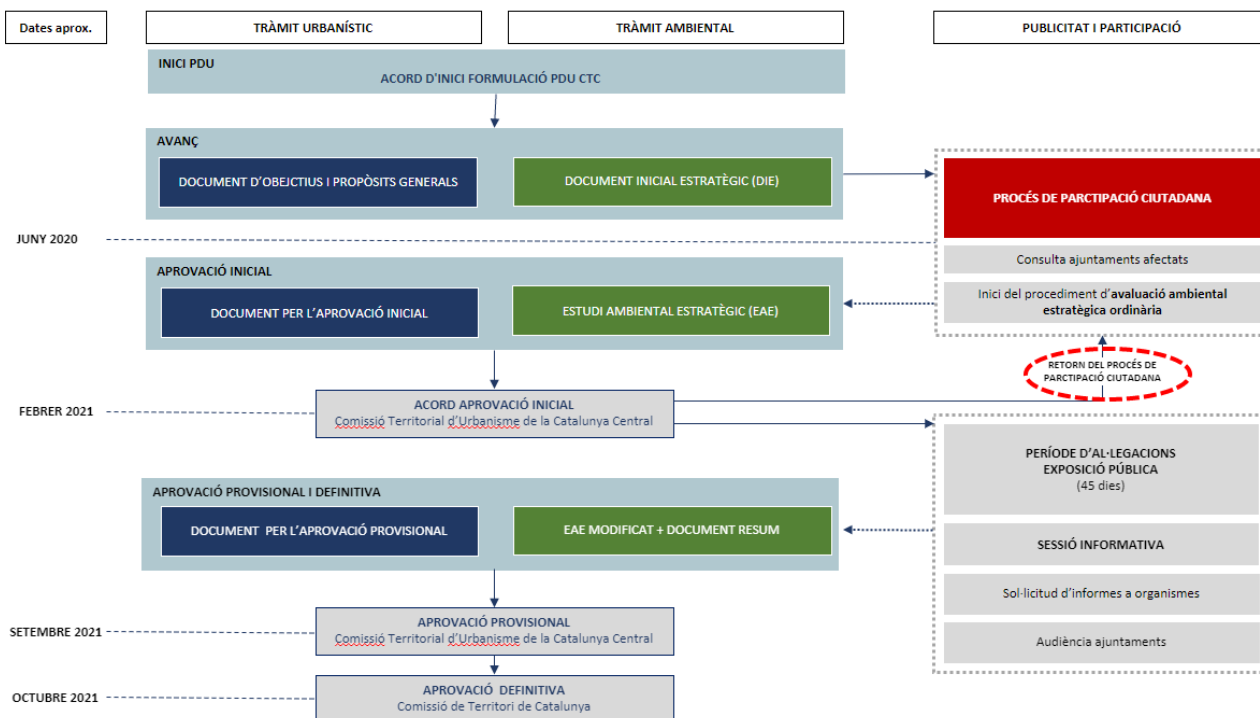 Dates aprox.
TRÀMIT URBANÍSTIC
TRÀMIT AMBIENTAL
PUBLICITAT I PARTICIPACIÓ
INICI PDU
ACORD D'INICI FORMULACIÓ PDU CTC
AVANÇ
DOCUMENT D'OBEJCTIUS I PROPÒSITS GENERALS
DOCUMENT INICIAL ESTRATÈGIC (DIE)
PROCÉS DE PARCTIPACIÓ CIUTADANA
JUNY 2020
Consulta ajuntaments afectats
APROVACIÓ INICIAL
DOCUMENT PER L'APROVACIÓ INICIAL
ESTUDI AMBIENTAL ESTRATÈGIC (EAE)
Inici del procediment d'avaluació ambiental
estratègica ordinària
RETORN DEL PROCÉS DE
PARCTIPACIÓ CIUTADANA
FEBRER 2021
ACORD APROVACIÓ INICIAL
Comissió Territorial d'Urbanisme de la Catalunya Central
PERÍODE D'AL·LEGACIONS
EXPOSICIÓ PÚBLICA
(45 dies)
APROVACIÓ PROVISIONAL I DEFINITIVA
DOCUMENT PER L'APROVACIÓ PROVISIONAL
EAE MODIFICAT + DOCUMENT RESUM
SESSIÓ INFORMATIVA
Sol·licitud d'informes a organismes
Audiència ajuntaments
SETEMBRE 2021
APROVACIÓ PROVISIONAL
Comissió Territorial d'Urbanisme de la Catalunya Central
OCTUBRE 2021
APROVACIÓ DEFINITIVA
Comissió de Territori de Catalunya